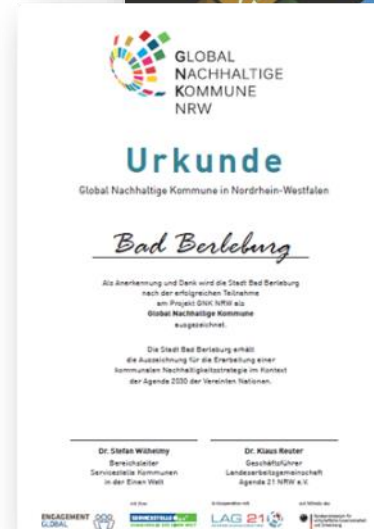 GLOBAL
NACHHALTIGE
KOMMUNE
NRW
Urkunde
Global Nachhaltige Kommune in Nordrhein-Westfalen
Bad Berleburg
Als Anerkennung und Dank wird die Stadt Bad Berleburg
nach der erfolgreichen Teilnahme
am Projekt GNK NRW als
Global Nachhaltige Kommune
ausgezeichnet.
Die Stadt Bad Berleburg erhält
die Auszeichnung für die Erarbeitung einer
kommunalen Nachhaltigkeitsstrategie im Kontext
der Agenda 2030 der Vereinten Nationen.
Dr. Stefan Wilhelmy
Bereichsleiter
Servicestelle Kommunen
in der Einen Welt
Dr. Klaus Reuter
Geschäftsführer
Landesarbeitsgemeinschaft
Agenda 21 NRW e.V.
ENGAGEMENT
GLOBAL
SERVICESTELLE
LAG 21